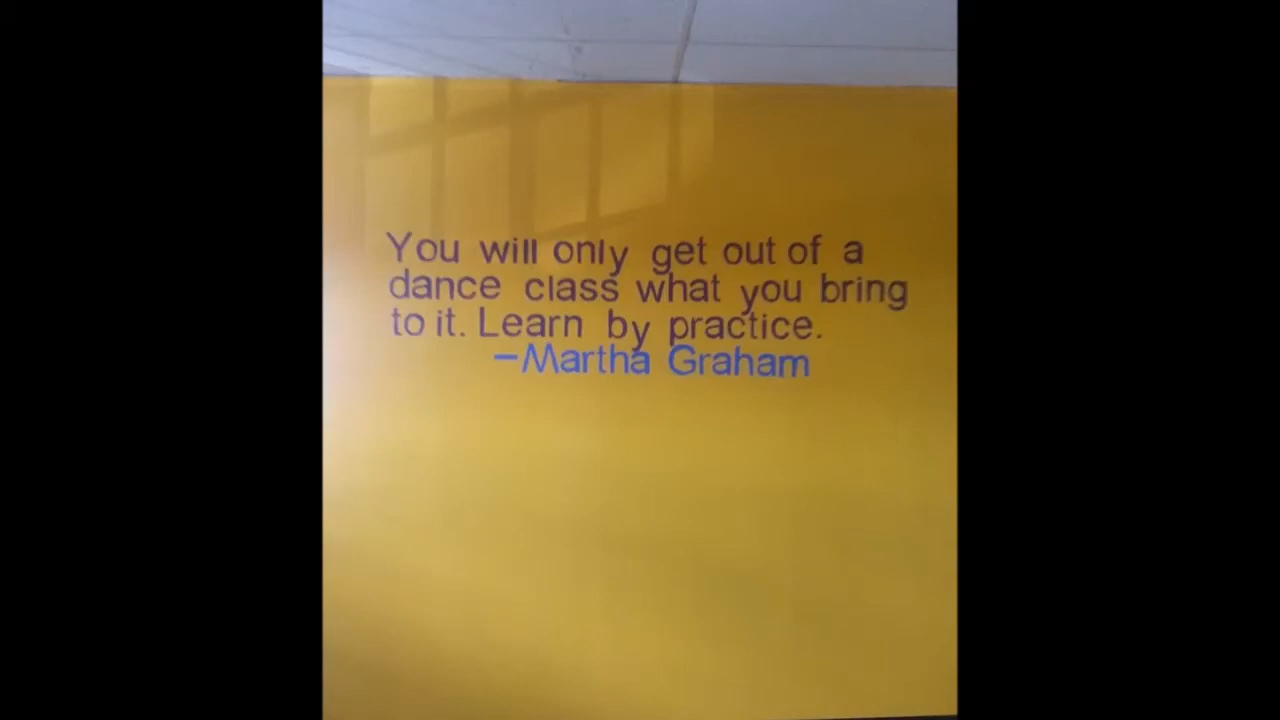 You will only get out of a
dance class what you bring
to it. Learn by practice.
–Martha Graham